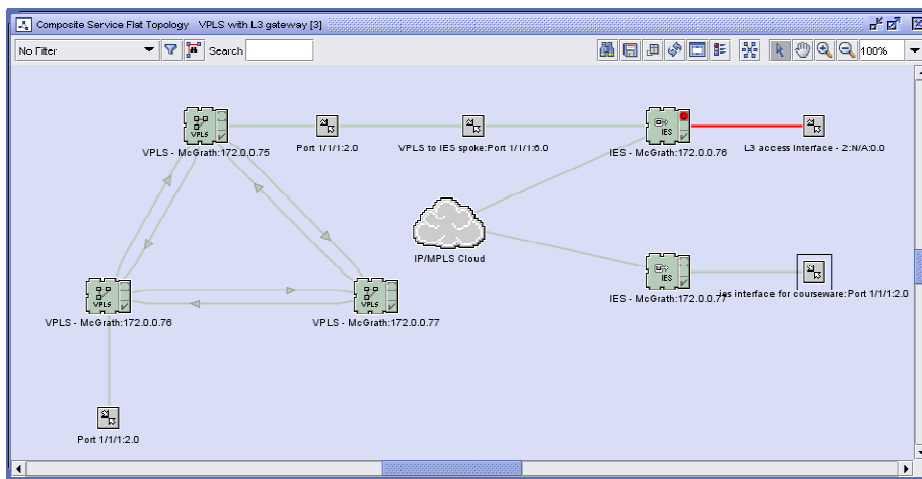 Composite Service Flat Topology VPLS with L3 gateway [3]
No Filter
Search
100%
VPLS
VPLS - McGrath:172.0.0.75
Port 1/1/1:2.0
VPLS to IES spoke:Port 1/1/1:6.0
IES
IES - McGrath:172.0.0.76
L3 access interface - 2:N/A:0.0
IP/MPLS Cloud
IES
IES - McGrath:172.0.0.77
ies interface for courseware:Port 1/1/1:2.0
VPLS
VPLS - McGrath:172.0.0.76
VPLS
VPLS - McGrath:172.0.0.77
Port 1/1/1:2.0